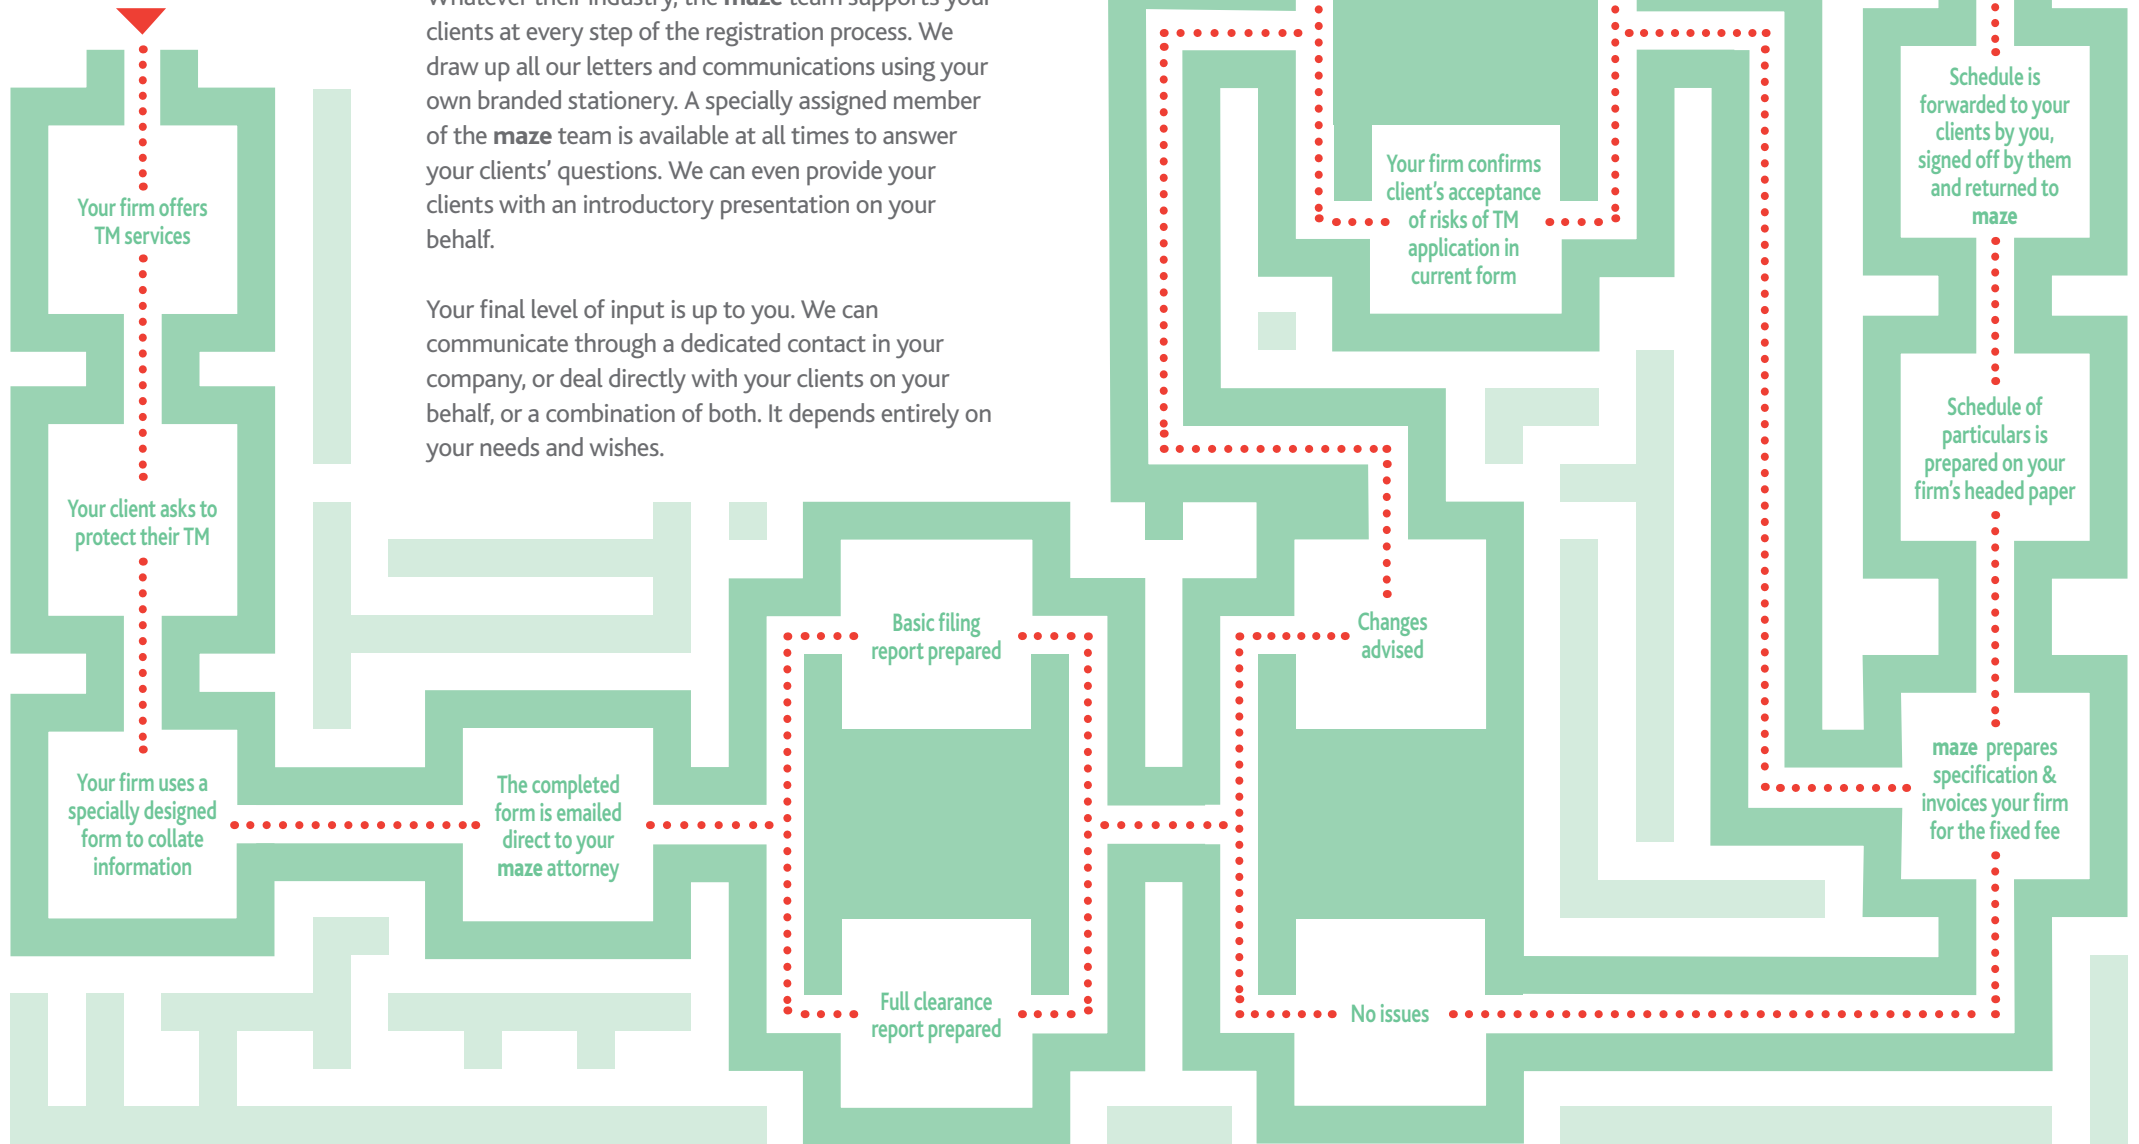 Whatever their industry, the maze team supports your
clients at every step of the registration process. We
draw up all our letters and communications using your
own branded stationery. A specially assigned member
of the maze team is available at all times to answer
your clients' questions. We can even provide your
clients with an introductory presentation on your
behalf.
Your final level of input is up to you. We can
communicate through a dedicated contact in your
company, or deal directly with your clients on your
behalf, or a combination of both. It depends entirely on
your needs and wishes.
Your firm offers
TM services
Your client asks to
protect their TM
Your firm uses a
specially designed
form to collate
information
The completed
form is emailed
direct to your
maze attorney
Basic filing
report prepared
Full clearance
report prepared
Changes
advised
No issues
Your firm confirms
client's acceptance
of risks of TM
application in
current form
maze prepares
specification &
invoices your firm
for the fixed fee
Schedule of
particulars is
prepared on your
firm's headed paper
Schedule is
forwarded to your
clients by you,
signed off by them
and returned to
maze